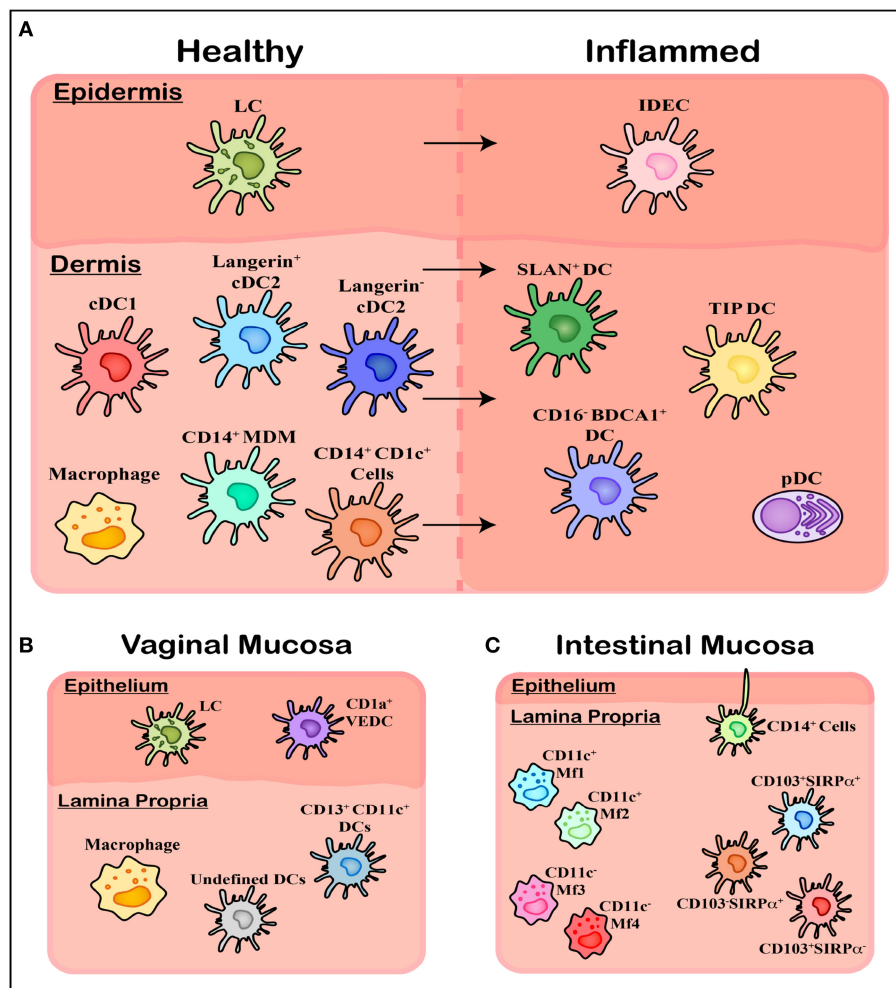 A
Healthy
Inflammed
Epidermis
LC
IDEC
Dermis
cDC1
Langerin⁺
cDC2
Langerin⁻
cDC2
SLAN⁺ DC
TIP DC
Macrophage
CD14⁺ MDM
CD14⁺ CD1c⁺
Cells
CD16⁻ BDCA1⁺
DC
pDC
B
Vaginal Mucosa
Epithelium
LC
CD1a⁺
VEDC
Lamina Propria
Macrophage
CD13⁺ CD11c⁺
DCs
Undefined DCs
C
Intestinal Mucosa
Epithelium
Lamina Propria
CD14⁺ Cells
CD11c⁺
Mf1
CD11c⁺
Mf2
CD103⁺SIRPα⁺
CD11c⁻
Mf3
CD11c⁻
Mf4
CD103⁻SIRPα⁺
CD103⁺SIRPα⁻